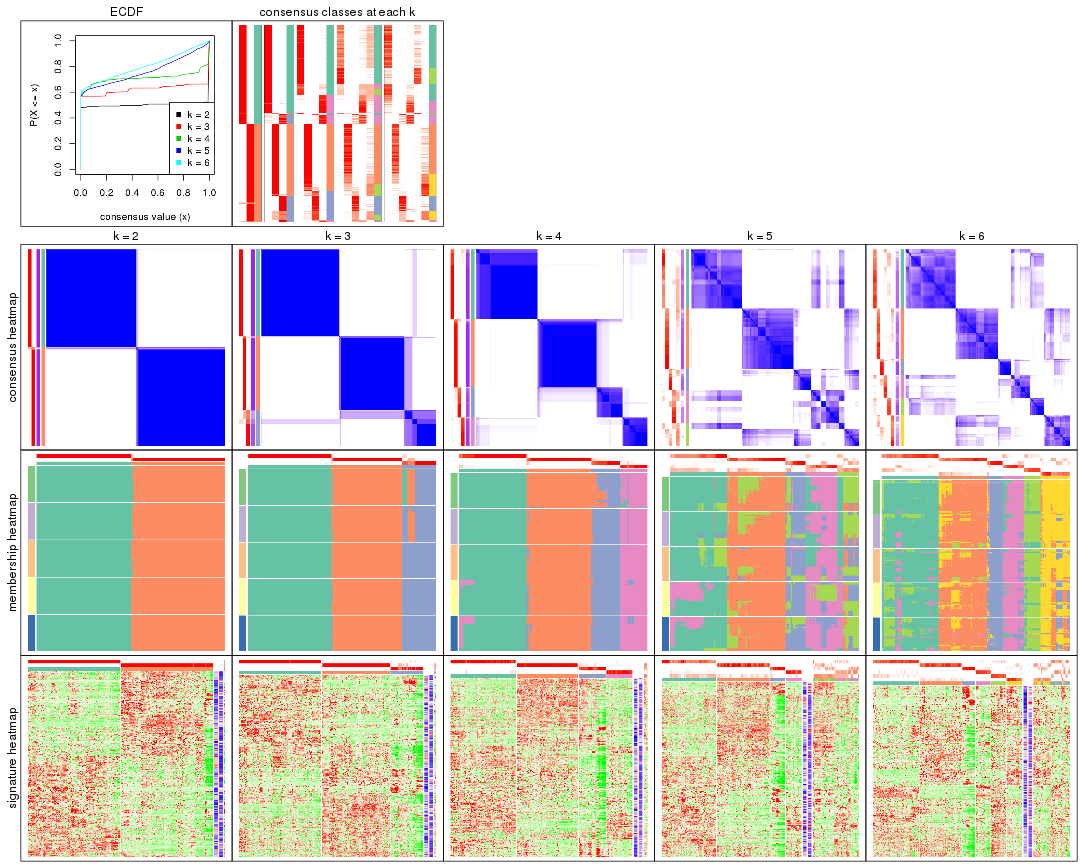 ECDF
consensus classes at each k
P(X <= x)
0.0
0.2
0.4
0.6
0.8
1.0
k = 2
k = 3
k = 4
k = 5
k = 6
0.0 0.2 0.4 0.6 0.8 1.0
consensus value (x)
k = 2
k = 3
k = 4
k = 5
k = 6
consensus heatmap
membership heatmap
signature heatmap